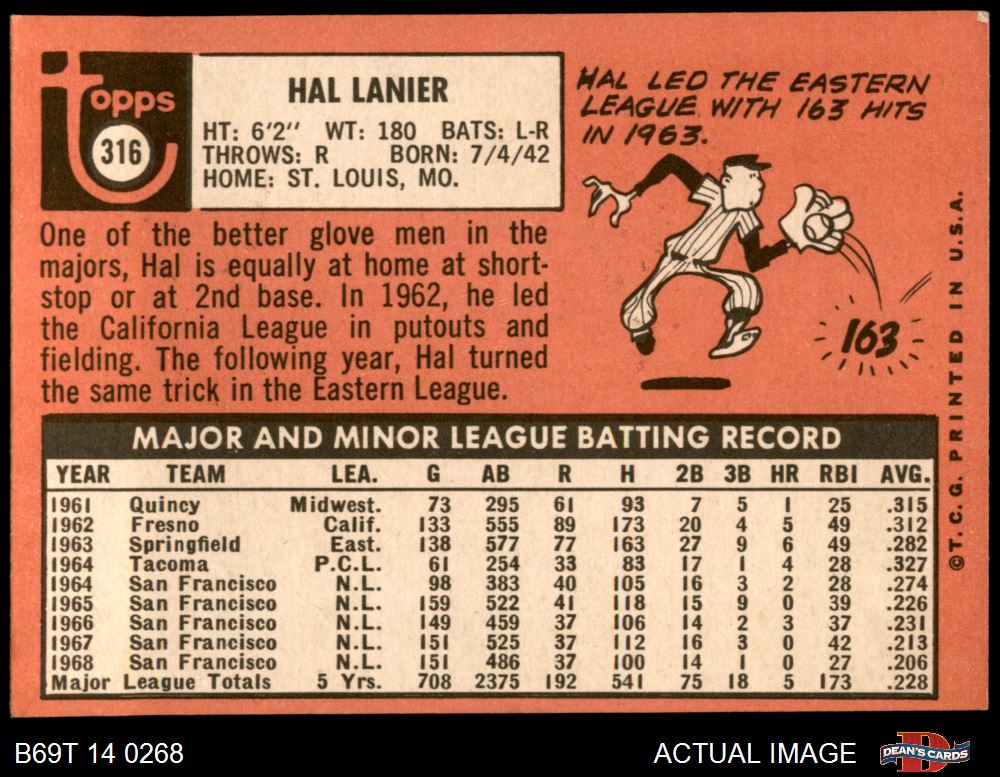 Topps
316
HAL LANIER
HT: 6'2" WT: 180 BATS: L-R
THROWS: R BORN: 7/4/42
HOME: ST. LOUIS, MO.
HAL LED THE EASTERN
LEAGUE WITH 163 HITS
IN 1963.
163
One of the better glove men in the
majors, Hal is equally at home at short-
stop or at 2nd base. In 1962, he led
the California League in putouts and
fielding. The following year, Hal turned
the same trick in the Eastern League.
MAJOR AND MINOR LEAGUE BATTING RECORD
YEAR TEAM LEA. G AB R H 2B 3B HR RBI AVG.
1961 Quincy Midwest. 73 295 61 93 7 5 1 25 .315
1962 Fresno Calif. 133 555 89 173 20 4 5 49 .312
1963 Springfield East. 138 577 77 163 27 9 6 49 .282
1964 Tacoma P.C.L. 61 254 33 83 17 1 4 28 .327
1964 San Francisco N.L. 98 383 40 105 16 3 2 28 .274
1965 San Francisco N.L. 159 522 41 118 15 9 0 39 .226
1966 San Francisco N.L. 149 459 37 106 14 2 3 37 .231
1967 San Francisco N.L. 151 525 37 112 16 3 0 42 .213
1968 San Francisco N.L. 151 486 37 100 14 1 0 27 .206
Major League Totals 5 Yrs. 708 2375 192 541 75 18 5 173 .228
©T.C.G. PRINTED IN U.S.A.
B69T 14 0268
ACTUAL IMAGE
DEAN'S CARDS